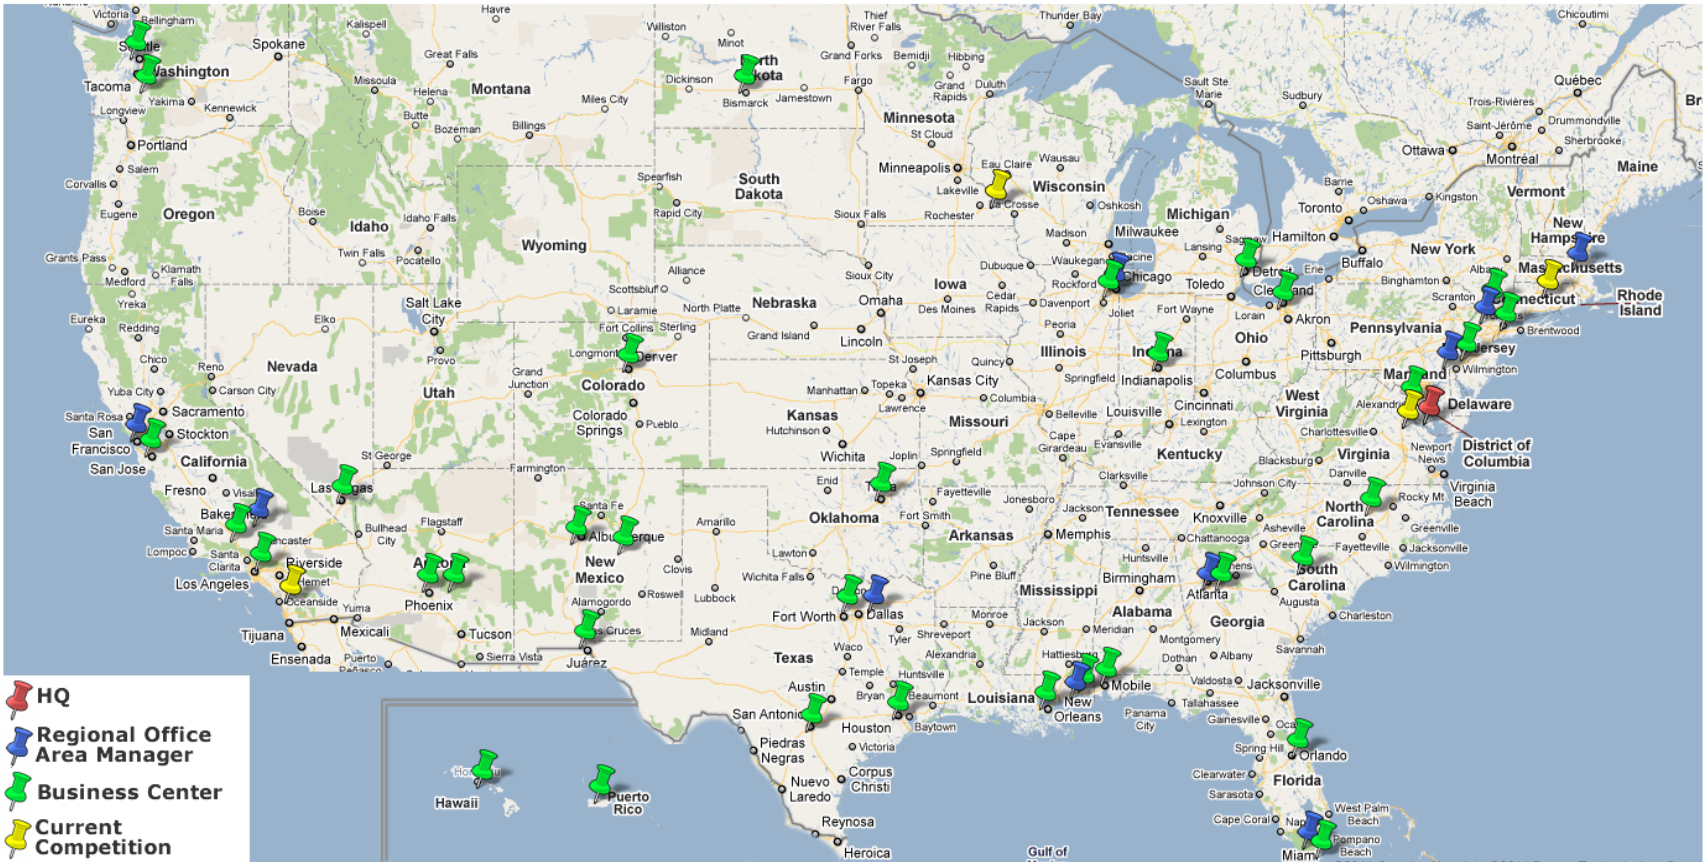 Victoria
Bellingham
Spokane
Kalispell
Havre
Williston
Minot
Thief
River Falls
Thunder Bay
Chicoutimi
Great Falls
Grand Forks
Bemidji
Hibbing
Tacoma
Missoula
Montana
Dickinson
Bismarck
Jamestown
Fargo
Grand
Rapids
Duluth
Sault Ste
Marie
Sudbury
Québec
Longview
Yakima
Kennewick
Helena
Butte
Bozeman
Billings
Miles City
Minnesota
St Cloud
Trois-Rivières
Drummondville
Saint-Jérôme
Sherbrooke
Portland
Salem
Corvallis
Eugene
Oregon
Boise
Idaho
Idaho Falls
Spearfish
Rapid City
South
Dakota
Minneapolis
Eau Claire
Wausau
Lakeville
Rochester
Wisconsin
Oshkosh
Ottawa
Montréal
Maine
Barrie
Kingston
Vermont
Toronto
Oshawa
Sioux Falls
Michigan
New
Hampshire
Twin Falls
Pocatello
Wyoming
Madison
Milwaukee
Lansing
Hamilton
Buffalo
New York
Grants Pass
Klamath
Falls
Medford
Yreka
Alliance
Scottsbluff
Sioux City
Dubuque
Waukegan
Rockford
Chicago
Detroit
Erie
Binghamton
Massachusetts
Eureka
Redding
Elko
Salt Lake
City
Laramie
North Platte
Nebraska
Omaha
Iowa
Des Moines
Cedar
Rapids
Davenport
Joliet
Toledo
Fort Wayne
Lorain
Akron
Scranton
Rhode
Island
Chico
Provo
Fort Collins
Sterling
Longmont
Grand Island
Lincoln
Peoria
Illinois
Ohio
Pennsylvania
Brentwood
Nevada
Reno
Yuba City
Carson City
Utah
Grand
Junction
Colorado
St Joseph
Quincy
Springfield
Indianapolis
Columbus
Pittsburgh
Wilmington
Santa Rosa
Sacramento
San
Francisco
Stockton
San Jose
Colorado
Springs
Pueblo
Manhattan
Topeka
Lawrence
Kansas City
Columbia
Kansas
Hutchinson
Wichita
Missouri
Belleville
Louisville
Cincinnati
Lexington
West
Virginia
Charlottesville
Delaware
District of
Columbia
California
Fresno
St George
Farmington
Joplin
Springfield
Cape
Girardeau
Evansville
Kentucky
Blacksburg
Virginia
Newport
News
Virginia
Beach
Santa Maria
Lompoc
Santa
Clarita
Los Angeles
Riverside
Oceanside
Bullhead
City
Flagstaff
Santa Fe
Enid
Oklahoma
Fayetteville
Fort Smith
Jonesboro
Clarksville
Jackson
Tennessee
Knoxville
Johnson City
Danville
North
Carolina
Rocky Mt
Greenville
Asheville
Amarillo
Lawton
Arkansas
Memphis
Chattanooga
Huntsville
Fayetteville
Jacksonville
Wilmington
Phoenix
New
Mexico
Clovis
Roswell
Lubbock
Wichita Falls
Pine Bluff
Mississippi
Birmingham
Atlanta
South
Carolina
Augusta
Yuma
Tijuana
Mexicali
Ensenada
Tucson
Sierra Vista
Alamogordo
Juárez
Midland
Fort Worth
Dallas
Tyler
Shreveport
Monroe
Jackson
Meridian
Alabama
Montgomery
Georgia
Charleston
Savannah
Texas
Waco
Temple
Alexandria
Hattiesburg
Dothan
Albany
Valdosta
Jacksonville
HQ
Regional Office
Area Manager
Business Center
Current
Competition
Austin
Bryan
Huntsville
Beaumont
Louisiana
New
Orleans
Mobile
Tallahassee
Panama
City
Gainesville
San Antonio
Houston
Baytown
Piedras
Negras
Victoria
Spring Hill
Orlando
Clearwater
Florida
Hawaii
Puerto
Rico
Nuevo
Laredo
Corpus
Christi
Sarasota
Cape Coral
West Palm
Beach
Pompano
Beach
Reynosa
Heroica
Gulf of
Miami